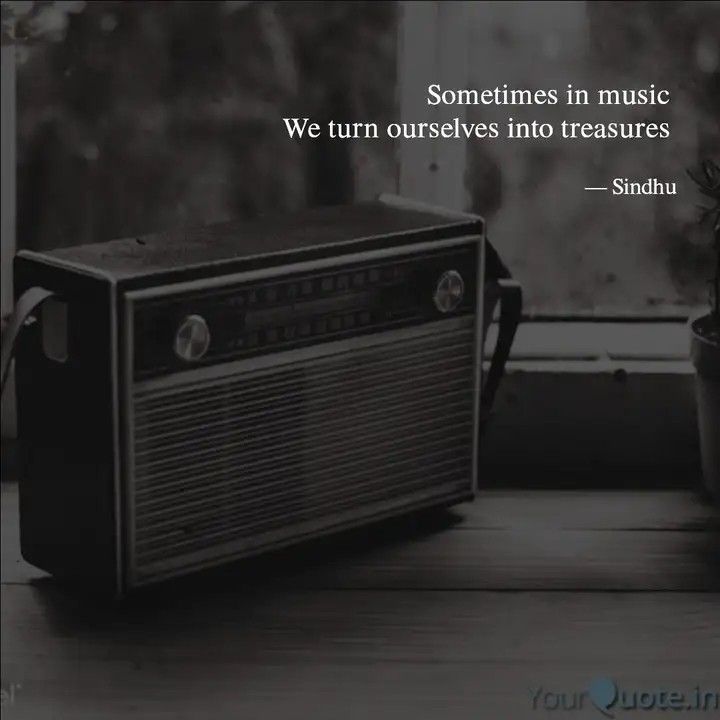 Sometimes in music
We turn ourselves into treasures
— Sindhu
YourQuote.in